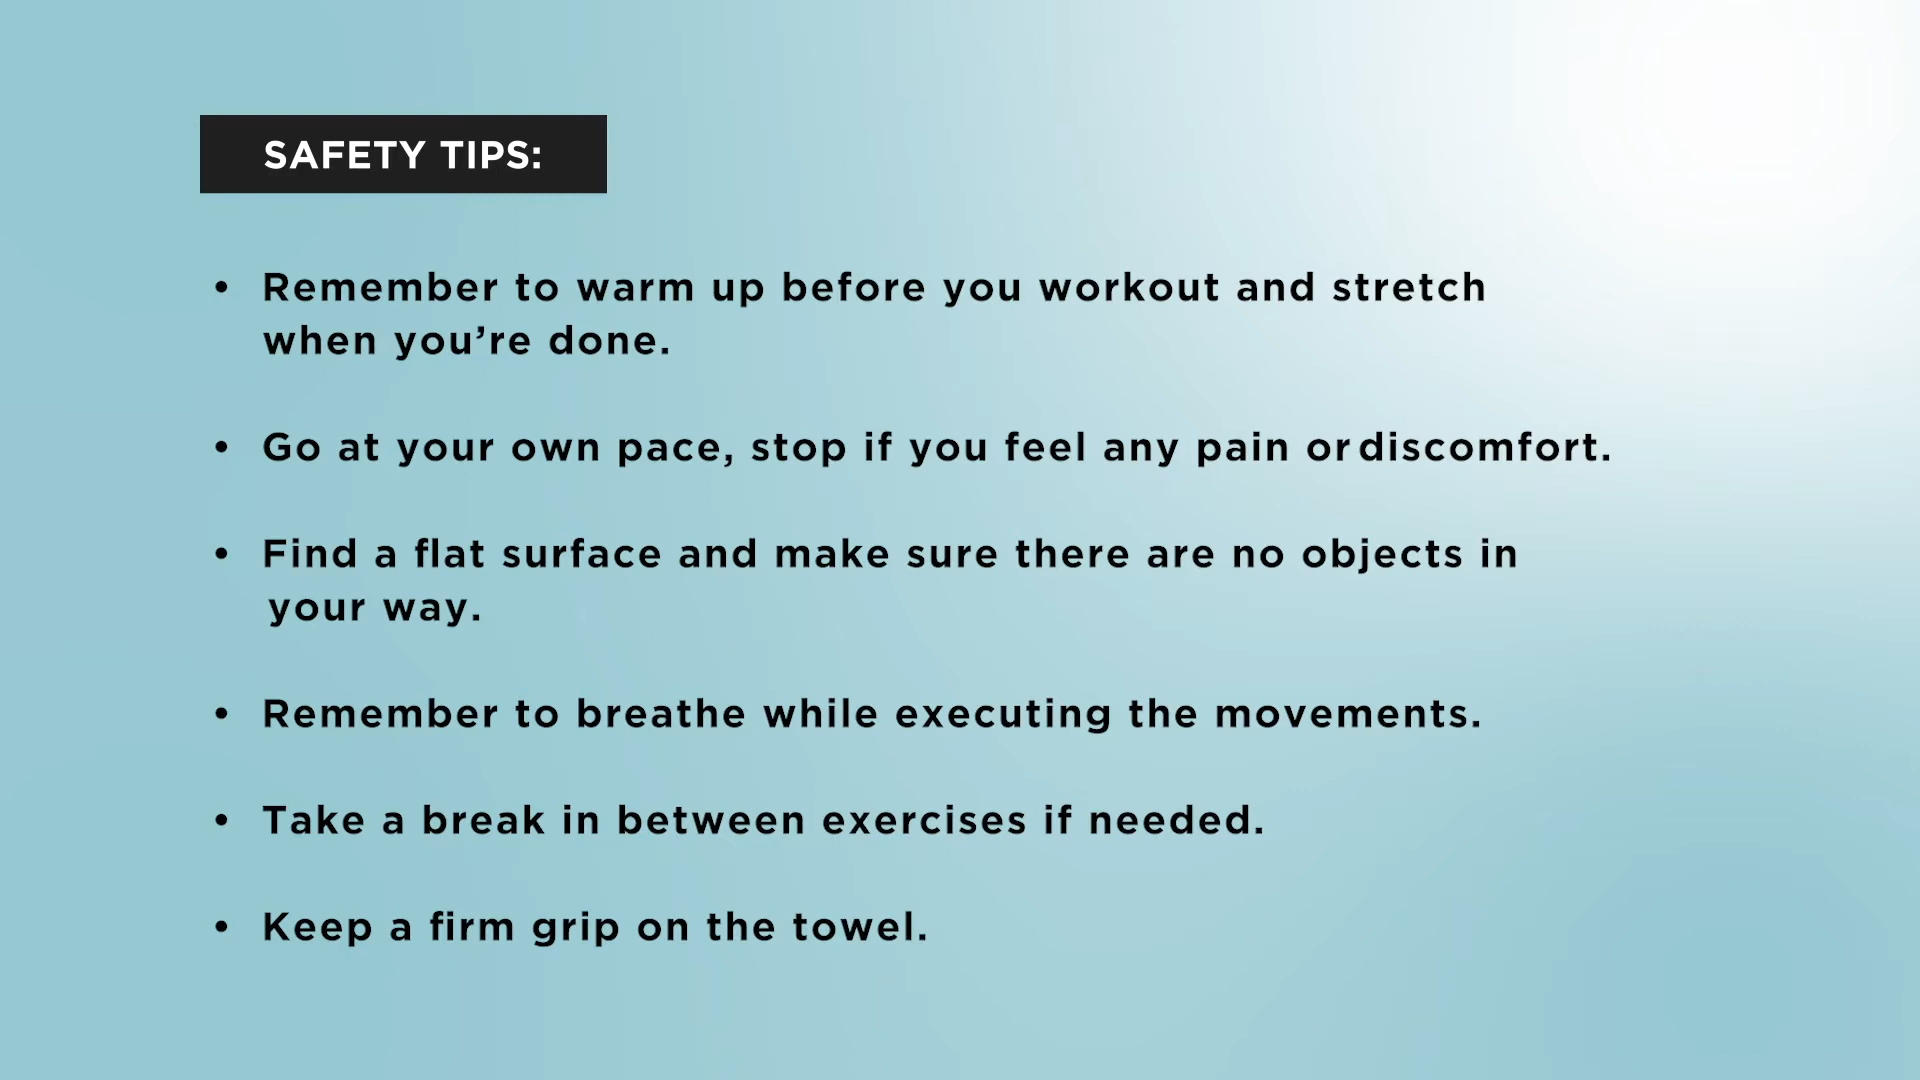 SAFETY TIPS:
• Remember to warm up before you workout and stretch
when you’re done.
• Go at your own pace, stop if you feel any pain or discomfort.
• Find a flat surface and make sure there are no objects in
your way.
• Remember to breathe while executing the movements.
• Take a break in between exercises if needed.
• Keep a firm grip on the towel.